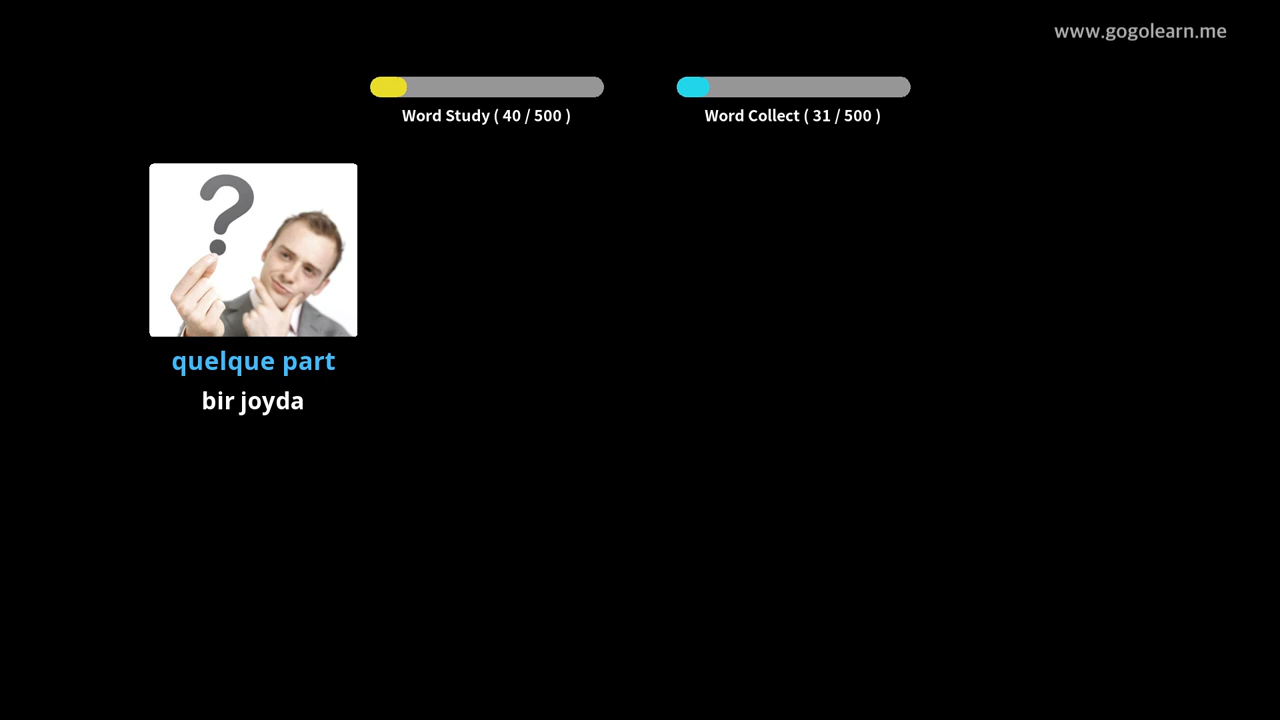 www.gogolearn.me
Word Study ( 40 / 500 )
Word Collect ( 31 / 500 )
?
quelque part
bir joyda